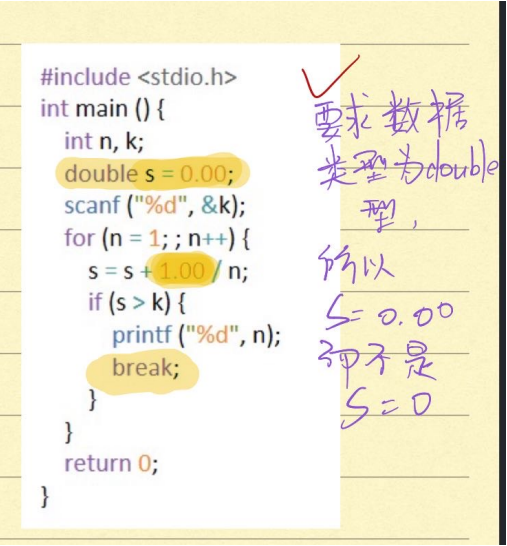 #include <stdio.h>
int main () {
int n, k;
double s = 0.00;
scanf ("%d", &k);
for (n = 1; ; n++) {
s = s + 1.00 / n;
if (s > k) {
printf ("%d", n);
break;
}
}
return 0;
}
要求数据
类型为double
型，
所以
S = 0.00
而不是
S = 0